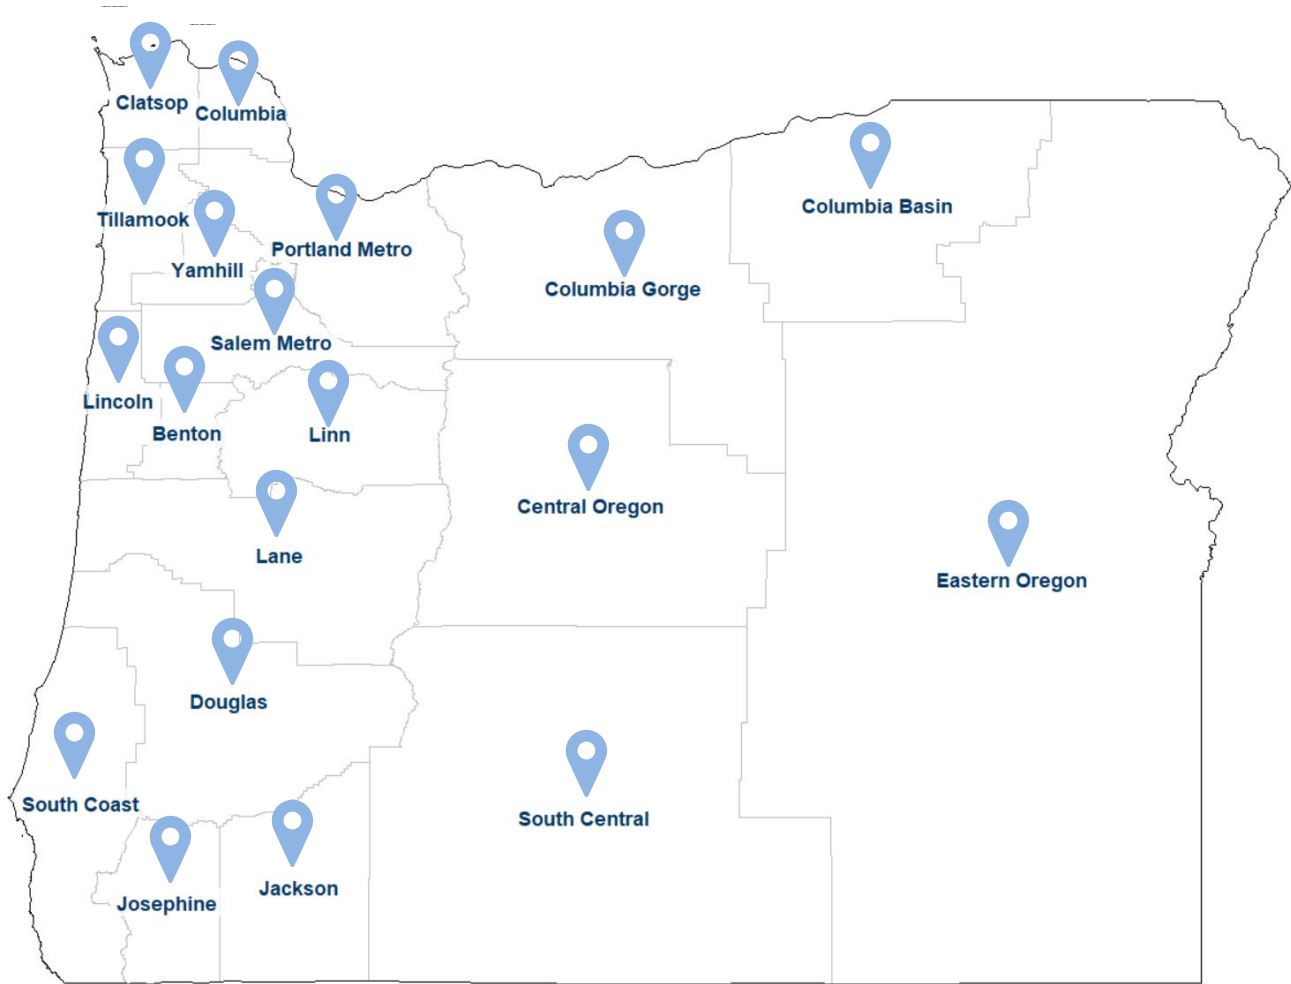 Clatsop
Columbia
Tillamook
Columbia Basin
Portland Metro
Yamhill
Columbia Gorge
Salem Metro
Lincoln
Benton
Linn
Central Oregon
Lane
Eastern Oregon
Douglas
South Coast
South Central
Jackson
Josephine